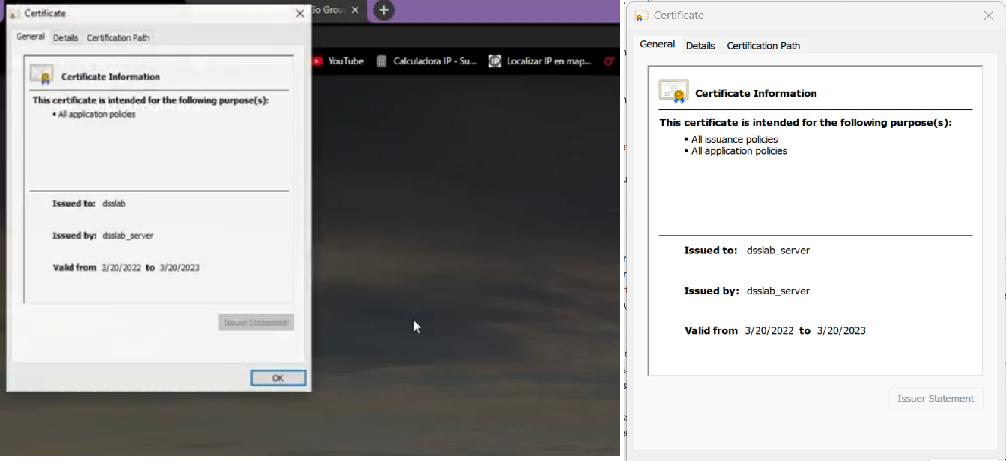 Certificate
General Details Certification Path
Certificate Information
This certificate is intended for the following purpose(s):
• All application policies
Issued to: dsslab
Issued by: dsslab_server
Valid from 3/20/2022 to 3/20/2023
Issuer Statement
OK
YouTube Calculadora IP - Su... Localizar IP en map...
Certificate
General Details Certification Path
Certificate Information
This certificate is intended for the following purpose(s):
• All issuance policies
• All application policies
Issued to: dsslab_server
Issued by: dsslab_server
Valid from 3/20/2022 to 3/20/2023
Issuer Statement